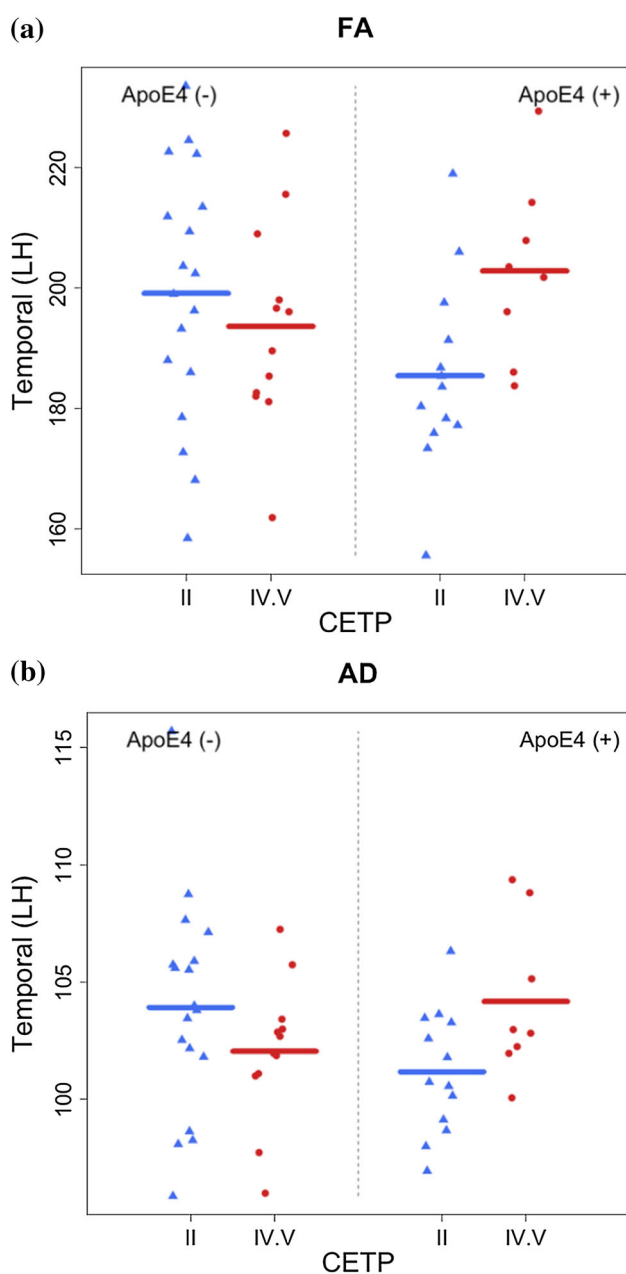 (a)
FA
ApoE4 (-)
ApoE4 (+)
Temporal (LH)
220
200
180
160
II
IV.V
II
IV.V
CETP
(b)
AD
ApoE4 (-)
ApoE4 (+)
Temporal (LH)
115
110
105
100
II
IV.V
II
IV.V
CETP